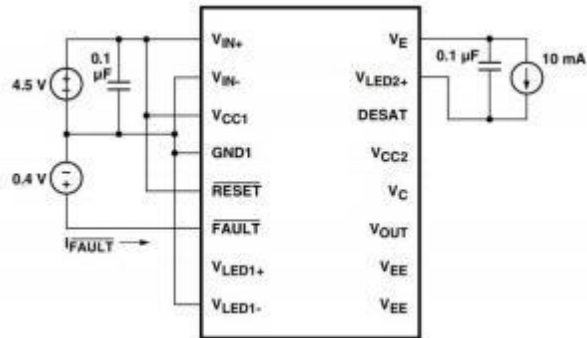 0.1
µF
4.5 V
0.4 V
I_FAULT
V_IN+
V_IN-
V_CC1
GND1
RESET
FAULT
V_LED1+
V_LED1-
V_E
V_LED2+
DESAT
V_CC2
V_C
V_OUT
V_EE
V_EE
0.1 µF
10 mA